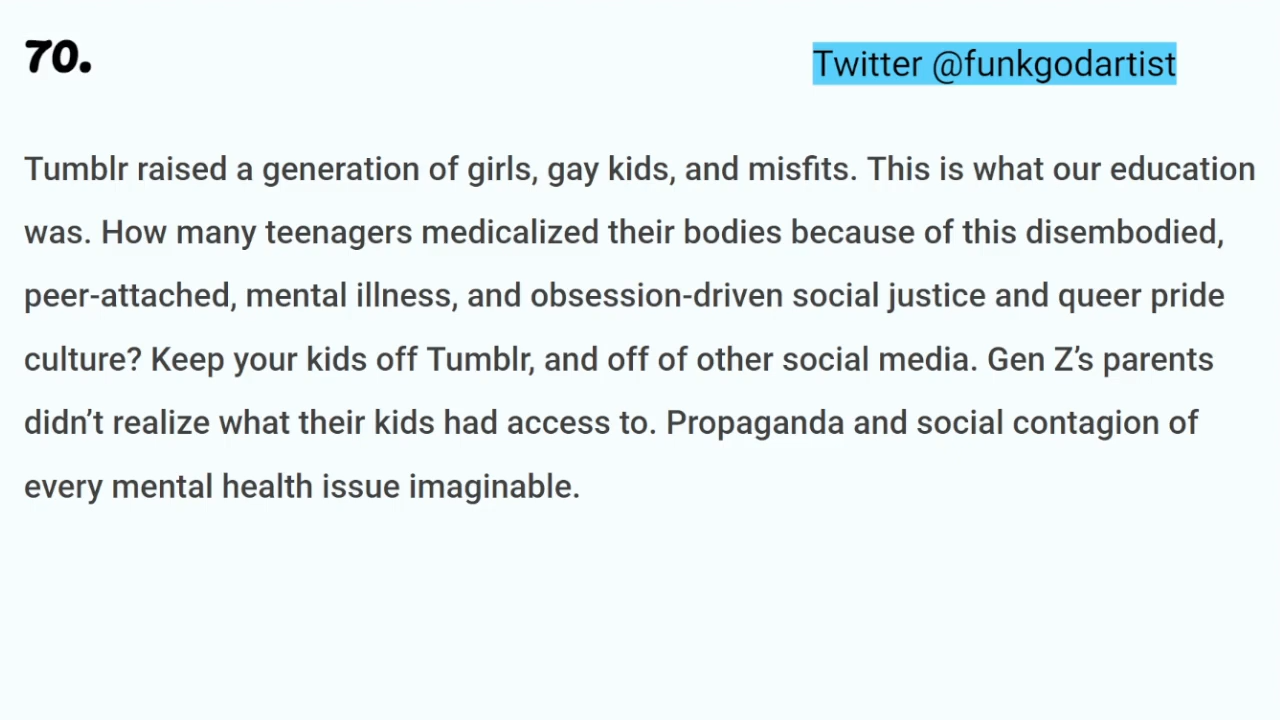 70.
Twitter @funkgodartist
Tumblr raised a generation of girls, gay kids, and misfits. This is what our education
was. How many teenagers medicalized their bodies because of this disembodied,
peer-attached, mental illness, and obsession-driven social justice and queer pride
culture? Keep your kids off Tumblr, and off of other social media. Gen Z’s parents
didn’t realize what their kids had access to. Propaganda and social contagion of
every mental health issue imaginable.